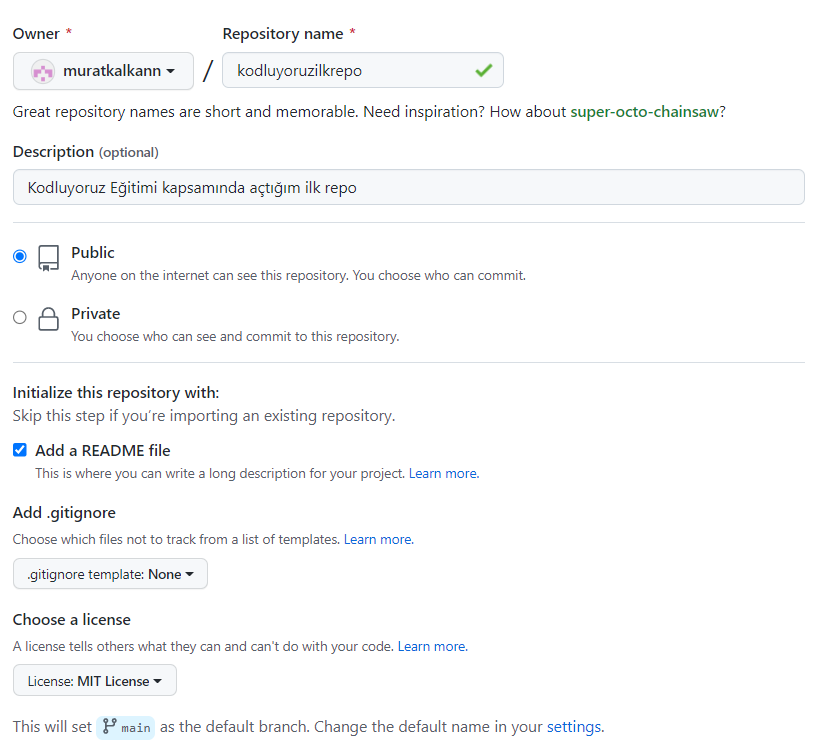 Owner * Repository name *
muratkalkann / kodluyoruzilkrepo
Great repository names are short and memorable. Need inspiration? How about super-octo-chainsaw?
Description (optional)
Kodluyoruz Eğitimi kapsamında açtığım ilk repo
Public
Anyone on the internet can see this repository. You choose who can commit.
Private
You choose who can see and commit to this repository.
Initialize this repository with:
Skip this step if you’re importing an existing repository.
Add a README file
This is where you can write a long description for your project. Learn more.
Add .gitignore
Choose which files not to track from a list of templates. Learn more.
.gitignore template: None
Choose a license
A license tells others what they can and can't do with your code. Learn more.
License: MIT License
This will set main as the default branch. Change the default name in your settings.